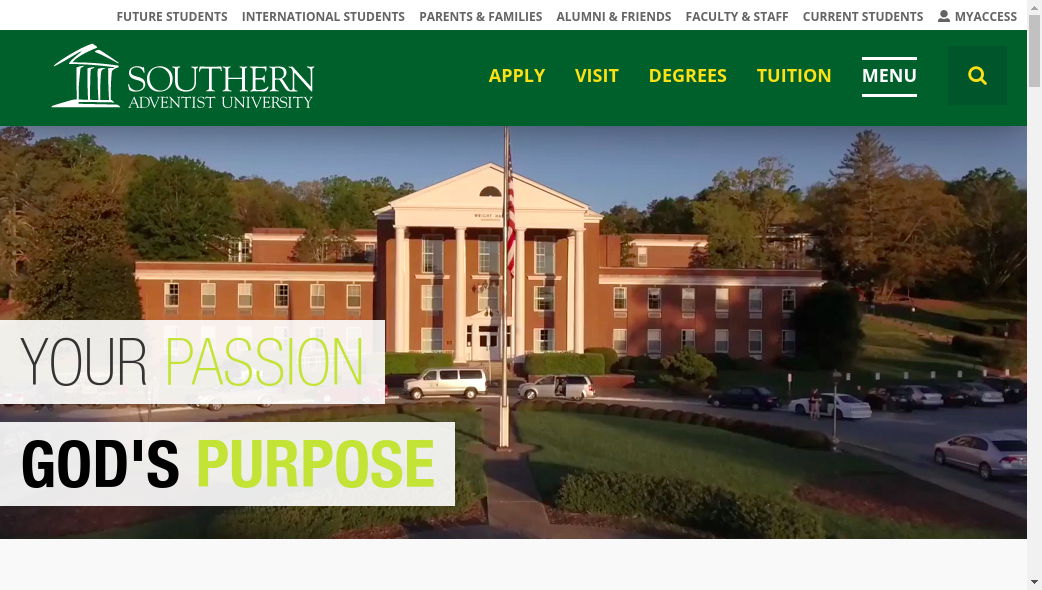 FUTURE STUDENTS INTERNATIONAL STUDENTS PARENTS & FAMILIES ALUMNI & FRIENDS FACULTY & STAFF CURRENT STUDENTS MYACCESS
SOUTHERN
ADVENTIST UNIVERSITY
APPLY VISIT DEGREES TUITION MENU
WRIGHT HALL
YOUR PASSION
GOD'S PURPOSE